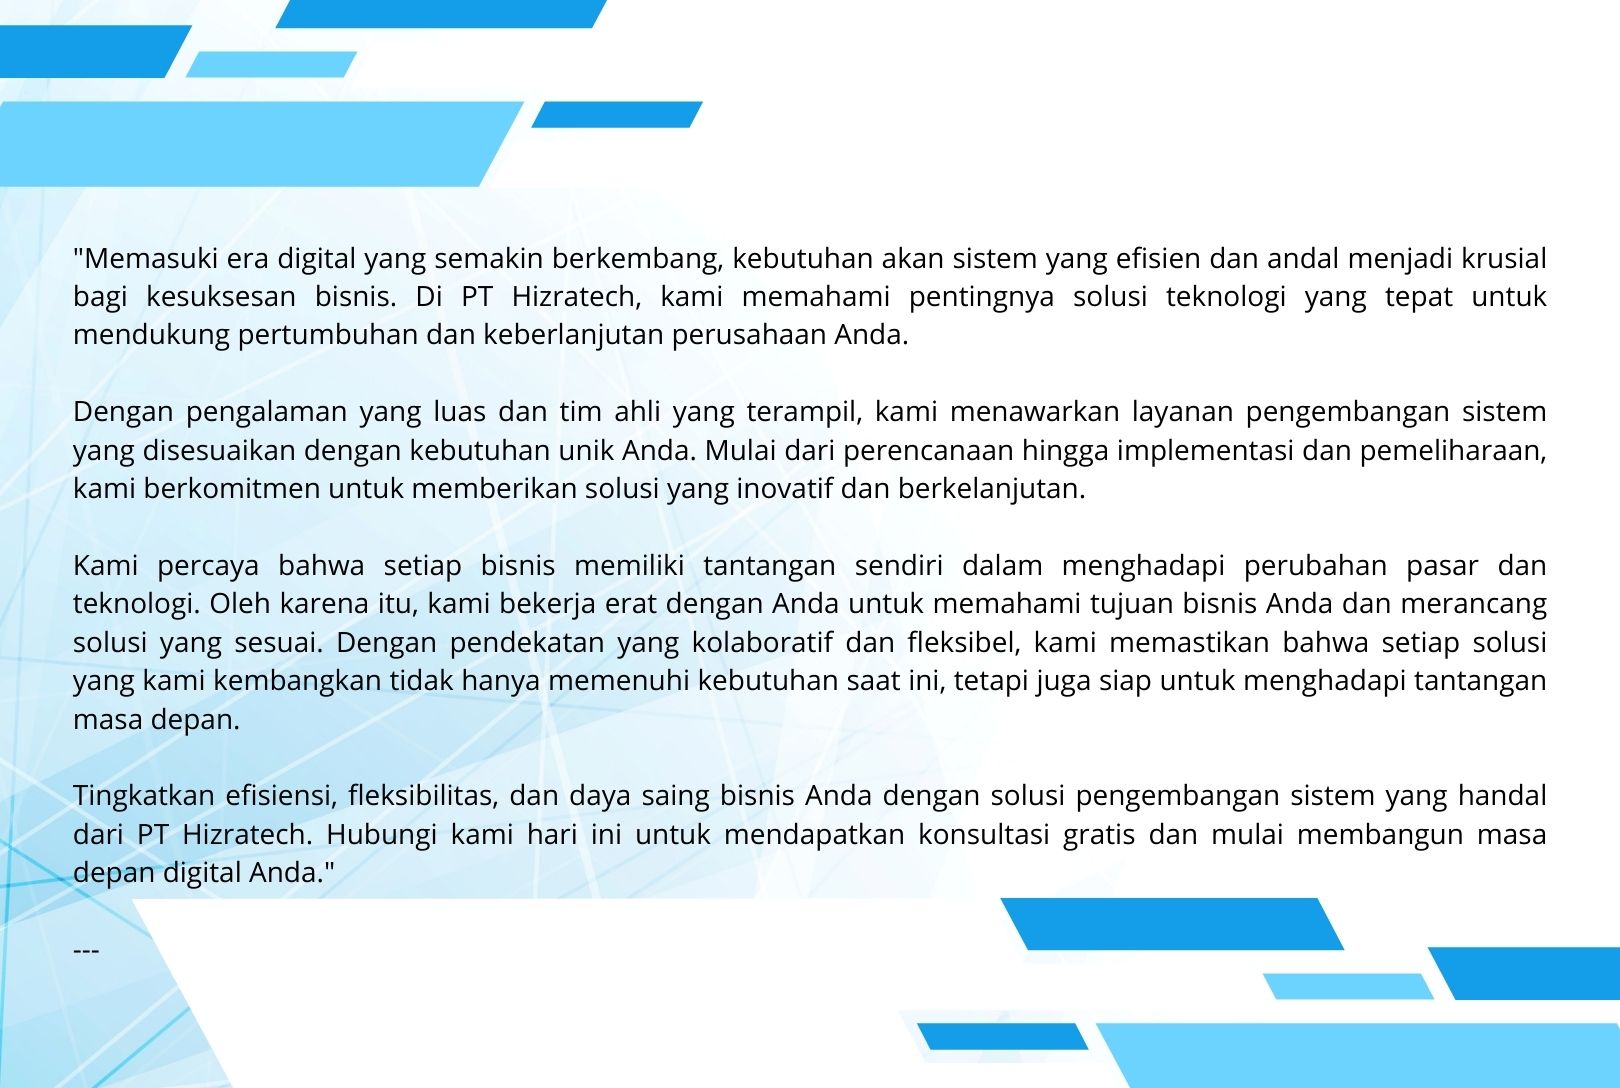 "Memasuki era digital yang semakin berkembang, kebutuhan akan sistem yang efisien dan andal menjadi krusial
bagi kesuksesan bisnis. Di PT Hizratech, kami memahami pentingnya solusi teknologi yang tepat untuk
mendukung pertumbuhan dan keberlanjutan perusahaan Anda.
Dengan pengalaman yang luas dan tim ahli yang terampil, kami menawarkan layanan pengembangan sistem
yang disesuaikan dengan kebutuhan unik Anda. Mulai dari perencanaan hingga implementasi dan pemeliharaan,
kami berkomitmen untuk memberikan solusi yang inovatif dan berkelanjutan.
Kami percaya bahwa setiap bisnis memiliki tantangan sendiri dalam menghadapi perubahan pasar dan
teknologi. Oleh karena itu, kami bekerja erat dengan Anda untuk memahami tujuan bisnis Anda dan merancang
solusi yang sesuai. Dengan pendekatan yang kolaboratif dan fleksibel, kami memastikan bahwa setiap solusi
yang kami kembangkan tidak hanya memenuhi kebutuhan saat ini, tetapi juga siap untuk menghadapi tantangan
masa depan.
Tingkatkan efisiensi, fleksibilitas, dan daya saing bisnis Anda dengan solusi pengembangan sistem yang handal
dari PT Hizratech. Hubungi kami hari ini untuk mendapatkan konsultasi gratis dan mulai membangun masa
depan digital Anda."
---